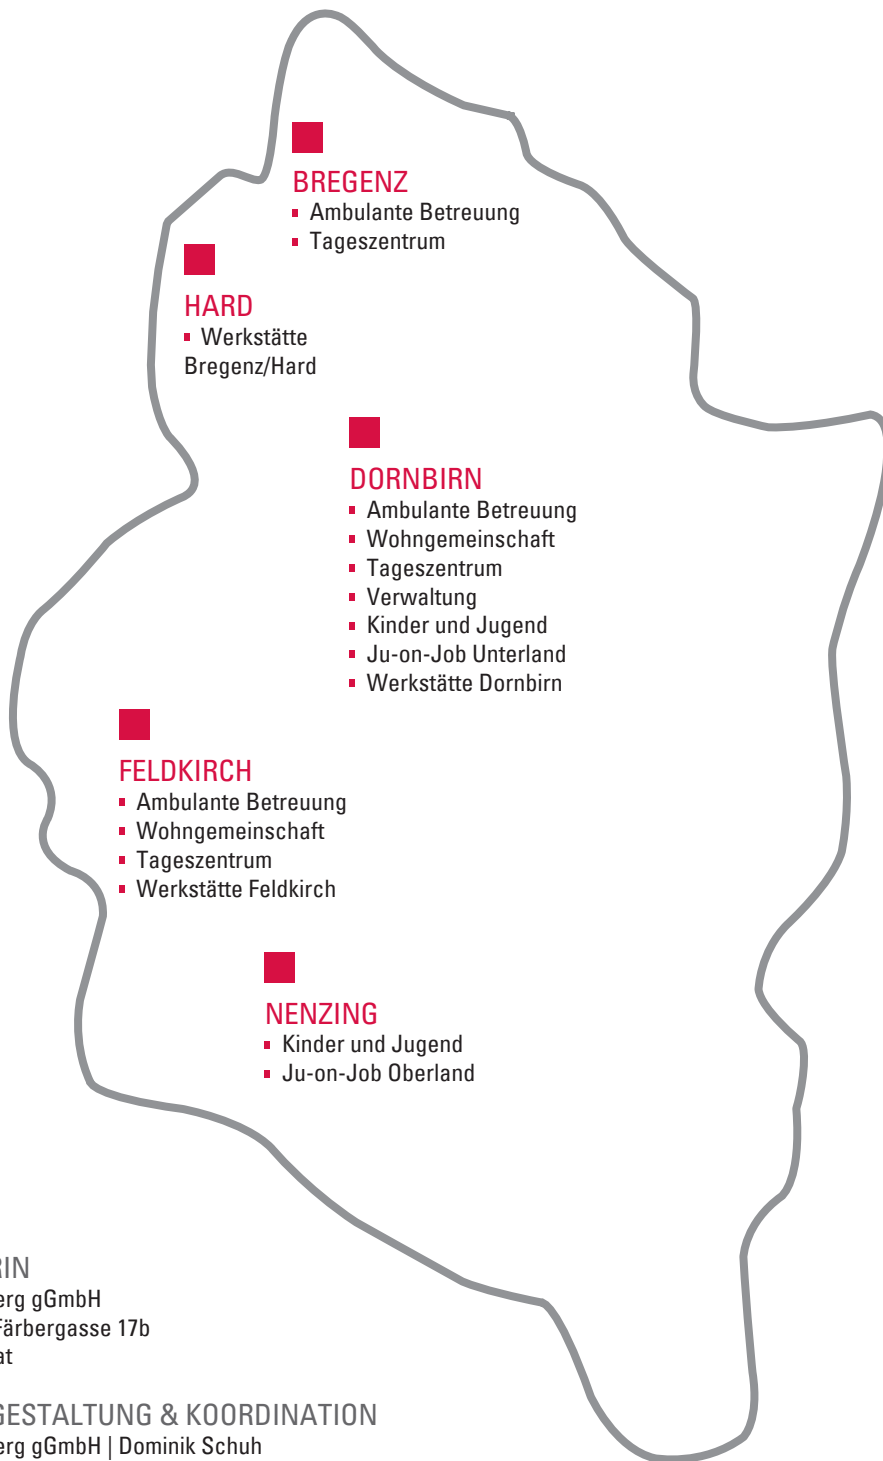 BREGENZ
▪ Ambulante Betreuung
▪ Tageszentrum
HARD
▪ Werkstätte
Bregenz/Hard
DORNBIRN
▪ Ambulante Betreuung
▪ Wohngemeinschaft
▪ Tageszentrum
▪ Verwaltung
▪ Kinder und Jugend
▪ Ju-on-Job Unterland
▪ Werkstätte Dornbirn
FELDKIRCH
▪ Ambulante Betreuung
▪ Wohngemeinschaft
▪ Tageszentrum
▪ Werkstätte Feldkirch
NENZING
▪ Kinder und Jugend
▪ Ju-on-Job Oberland
RIN
erg gGmbH
Färbergasse 17b
at
GESTALTUNG & KOORDINATION
erg gGmbH | Dominik Schuh